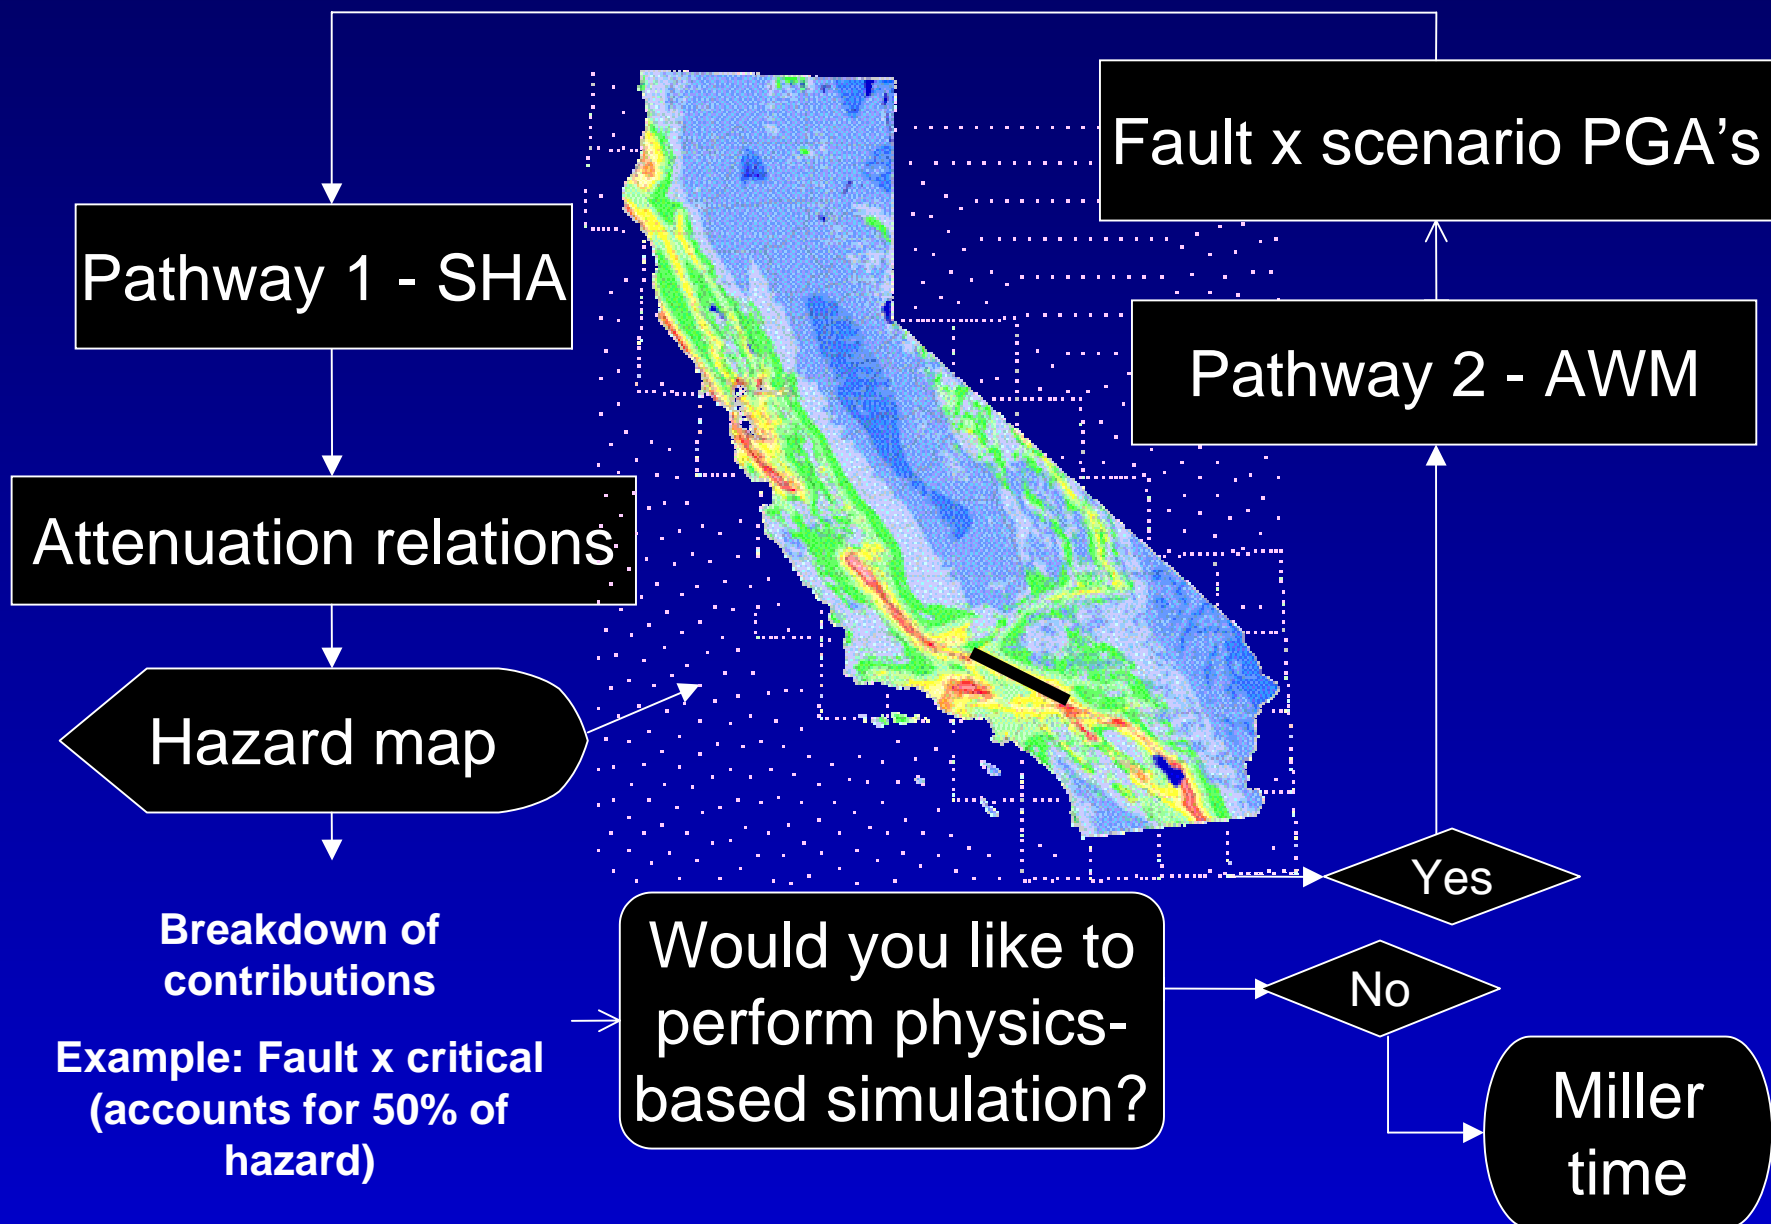 Fault x scenario PGA's
Pathway 1 - SHA
Pathway 2 - AWM
Attenuation relations
Hazard map
Yes
Breakdown of
contributions
Example: Fault x critical
(accounts for 50% of
hazard)
Would you like to
perform physics-
based simulation?
No
Miller
time